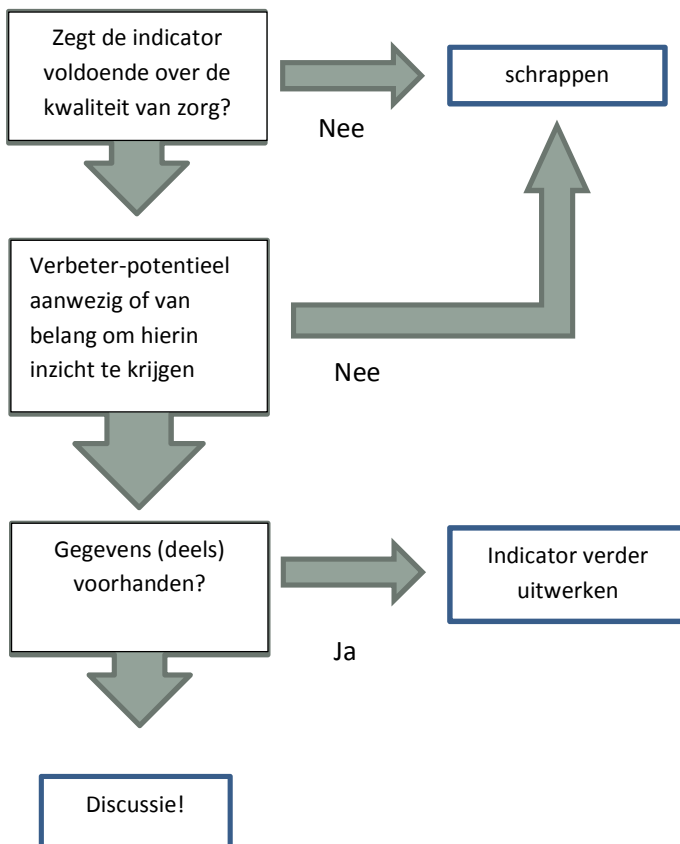 Zegt de indicator
voldoende over de
kwaliteit van zorg?
Nee
schrappen
Verbeter-potentieel
aanwezig of van
belang om hierin
inzicht te krijgen
Nee
Gegevens (deels)
voorhanden?
Ja
Indicator verder
uitwerken
Discussie!